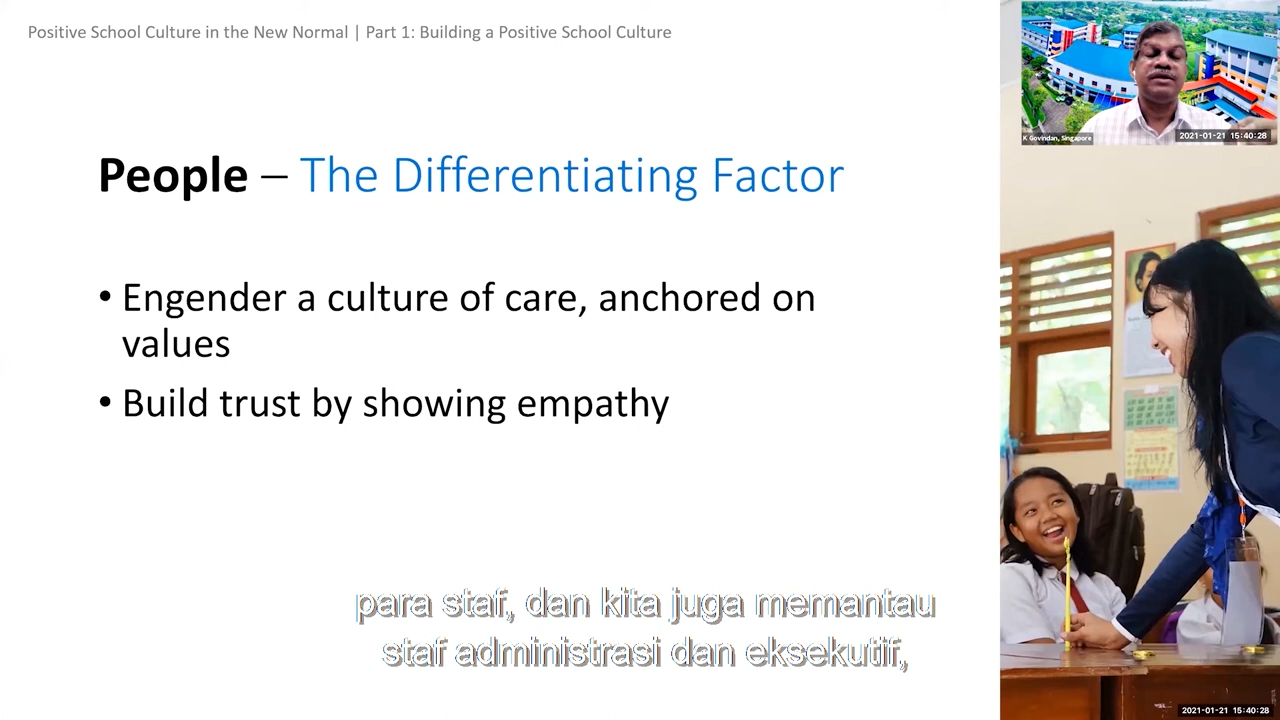 Positive School Culture in the New Normal | Part 1: Building a Positive School Culture
People – The Differentiating Factor
• Engender a culture of care, anchored on
values
• Build trust by showing empathy
para staf, dan kita juga memantau
staf administrasi dan eksekutif,
K Govindan, Singapore
2021-01-21 15:40:28
2021-01-21 15:40:28